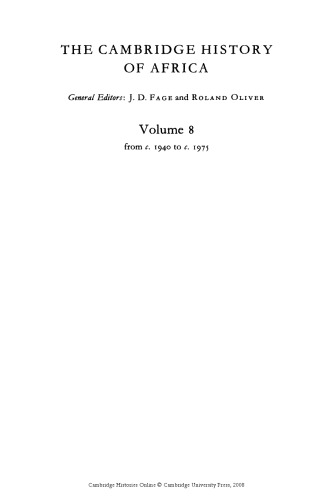 THE CAMBRIDGE HISTORY
OF AFRICA
General Editors: J. D. FAGE and ROLAND OLIVER
Volume 8
from c. 1940 to c. 1975
Cambridge Histories Online © Cambridge University Press, 2008